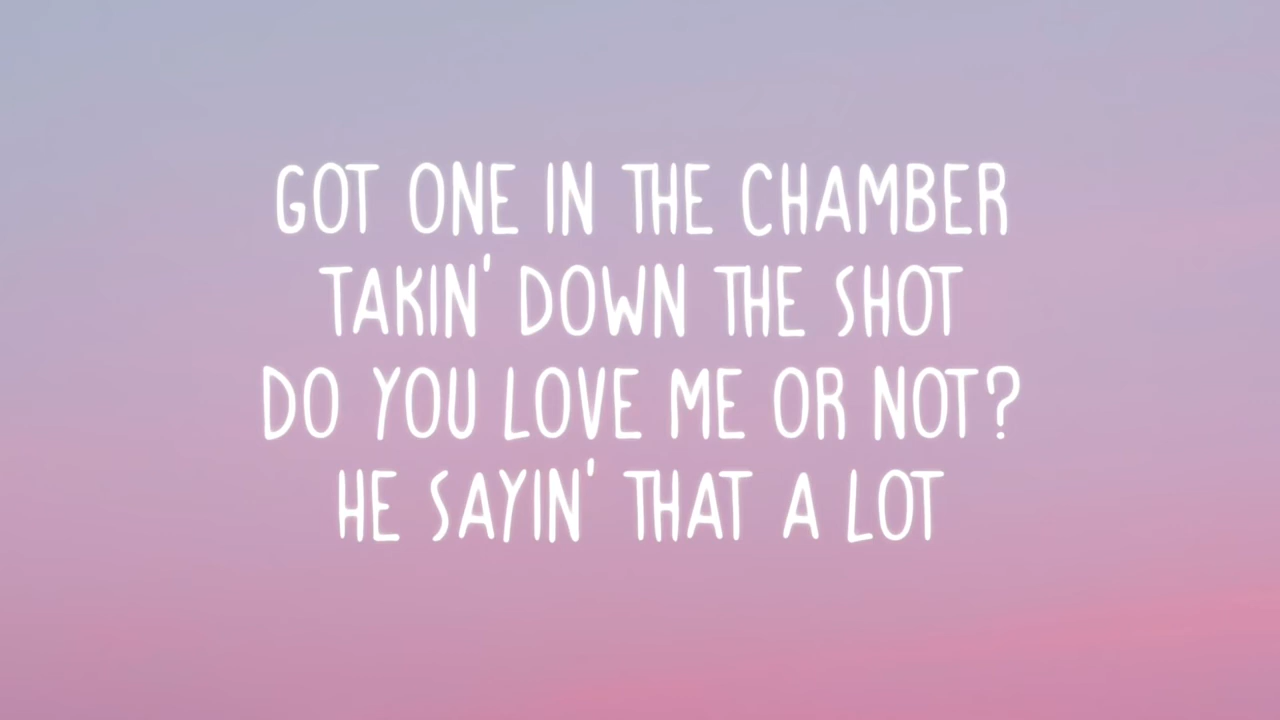 GOT ONE IN THE CHAMBER
TAKIN' DOWN THE SHOT
DO YOU LOVE ME OR NOT?
HE SAYIN' THAT A LOT